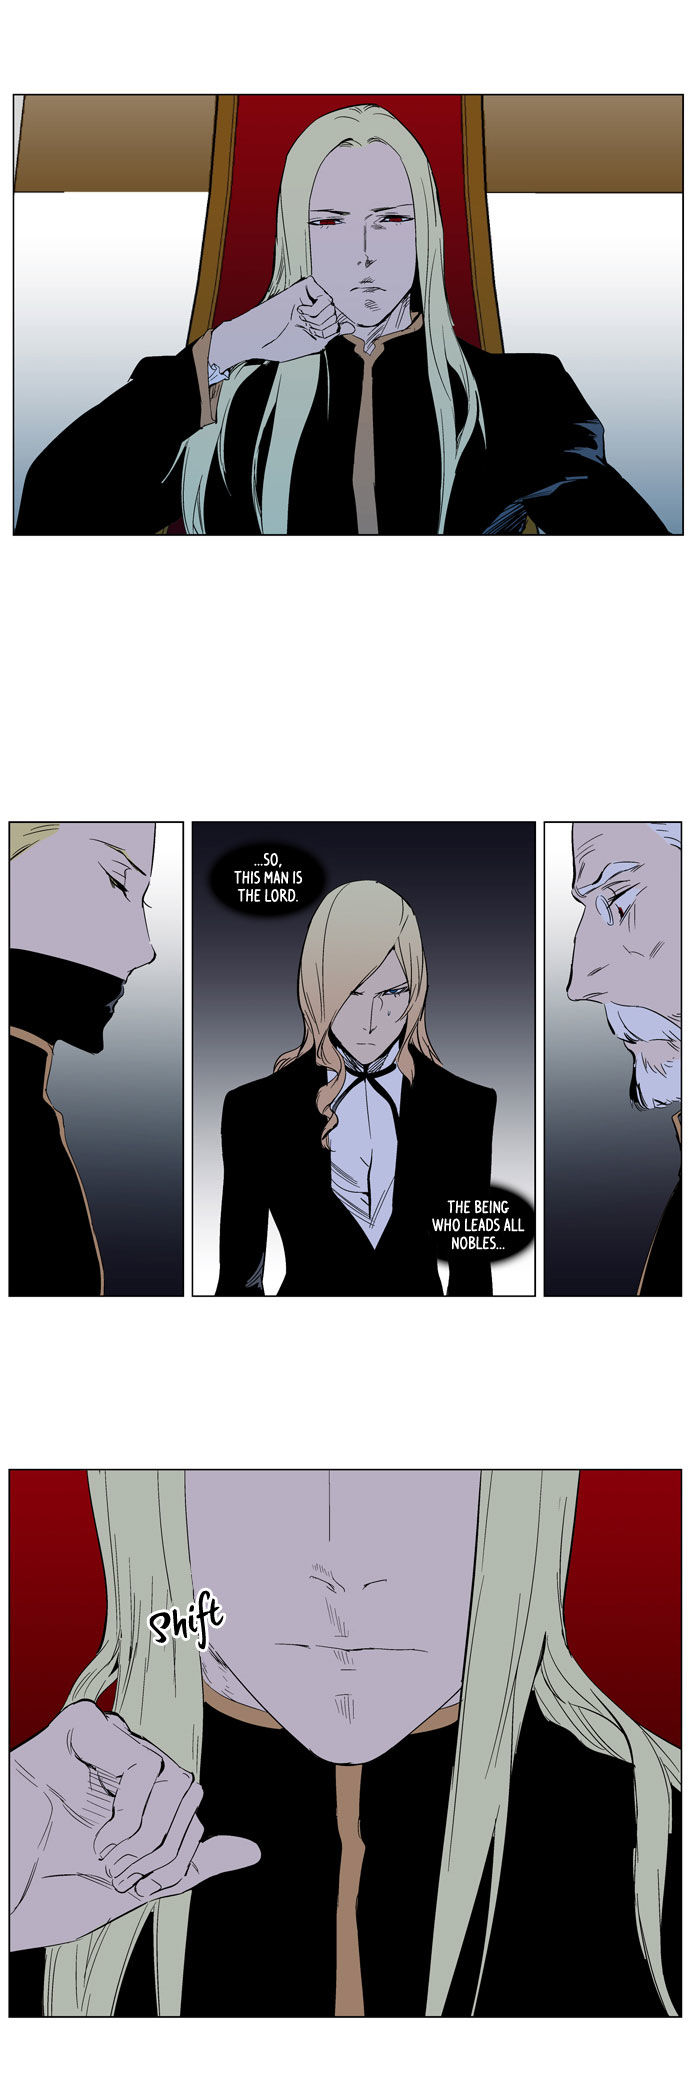 ...SO,
THIS MAN IS
THE LORD.
THE BEING
WHO LEADS ALL
NOBLES...
Shift